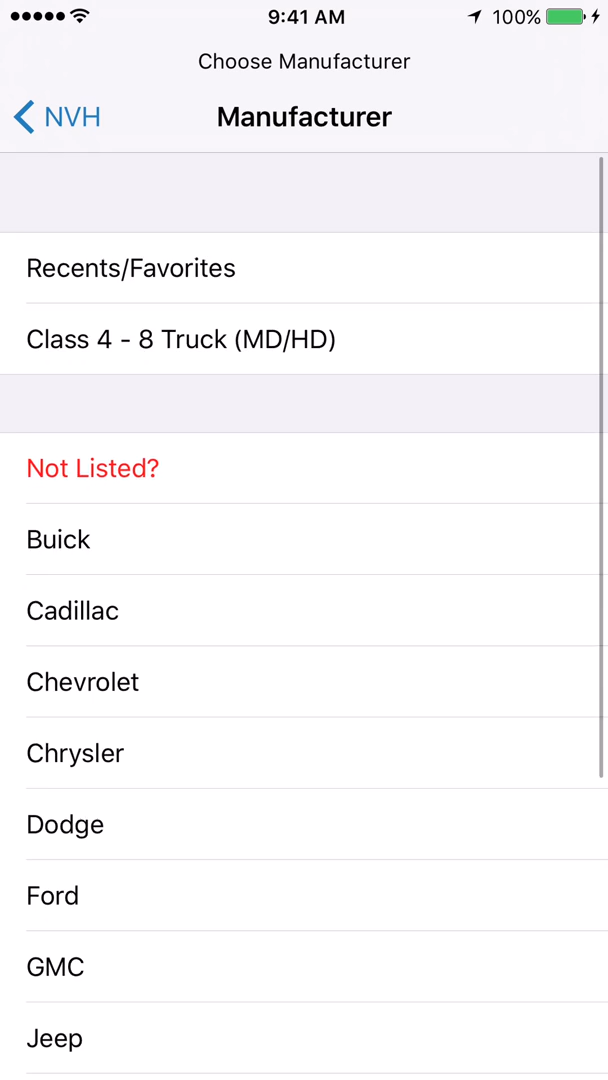 9:41 AM
100%
Choose Manufacturer
NVH
Manufacturer
Recents/Favorites
Class 4 - 8 Truck (MD/HD)
Not Listed?
Buick
Cadillac
Chevrolet
Chrysler
Dodge
Ford
GMC
Jeep